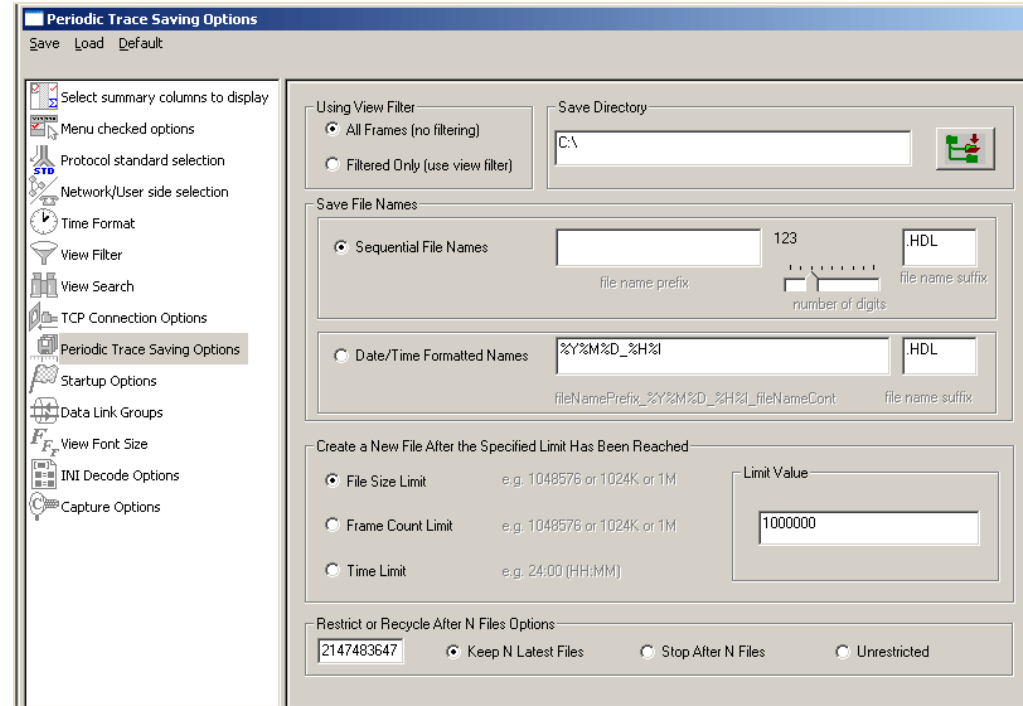 Periodic Trace Saving Options
Save Load Default
Select summary columns to display
Menu checked options
Protocol standard selection
STD
Network/User side selection
Time Format
View Filter
View Search
TCP Connection Options
Periodic Trace Saving Options
Startup Options
Data Link Groups
View Font Size
INI Decode Options
Capture Options
Using View Filter
All Frames (no filtering)
Filtered Only (use view filter)
Save Directory
C:\
Save File Names
Sequential File Names
file name prefix
123
number of digits
.HDL
file name suffix
Date/Time Formatted Names
%Y%M%D_%H%I
.HDL
fileNamePrefix_%Y%M%D_%H%I_fileNameCont
file name suffix
Create a New File After the Specified Limit Has Been Reached
File Size Limit e.g. 1048576 or 1024K or 1M
Frame Count Limit e.g. 1048576 or 1024K or 1M
Time Limit e.g. 24:00 (HH:MM)
Limit Value
1000000
Restrict or Recycle After N Files Options
2147483647 Keep N Latest Files Stop After N Files Unrestricted